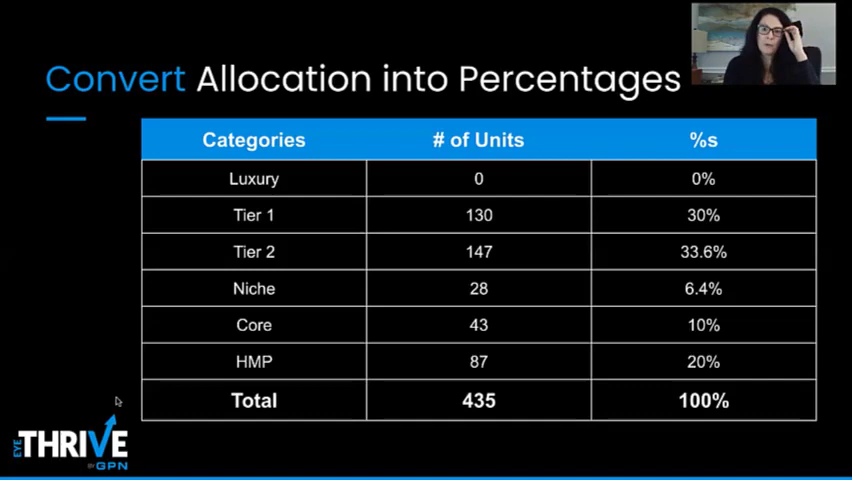 Convert Allocation into Percentages
Categories # of Units %s
Luxury 0 0%
Tier 1 130 30%
Tier 2 147 33.6%
Niche 28 6.4%
Core 43 10%
HMP 87 20%
Total 435 100%
EYE THRIVE
BY GPN